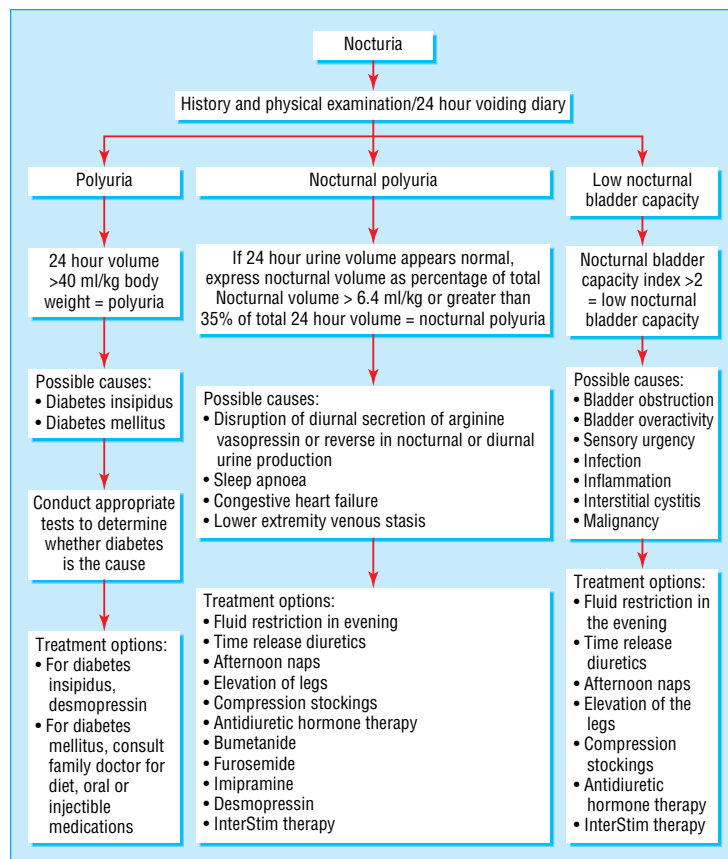 Nocturia
History and physical examination/24 hour voiding diary
Polyuria
24 hour volume
>40 ml/kg body
weight = polyuria
Possible causes:
• Diabetes insipidus
• Diabetes mellitus
Conduct appropriate
tests to determine
whether diabetes
is the cause
Treatment options:
• For diabetes
insipidus,
desmopressin
• For diabetes
mellitus, consult
family doctor for
diet, oral or
injectible
medications
Nocturnal polyuria
If 24 hour urine volume appears normal,
express nocturnal volume as percentage of total
Nocturnal volume > 6.4 ml/kg or greater than
35% of total 24 hour volume = nocturnal polyuria
Possible causes:
• Disruption of diurnal secretion of arginine
vasopressin or reverse in nocturnal or diurnal
urine production
• Sleep apnoea
• Congestive heart failure
• Lower extremity venous stasis
Treatment options:
• Fluid restriction in evening
• Time release diuretics
• Afternoon naps
• Elevation of legs
• Compression stockings
• Antidiuretic hormone therapy
• Bumetanide
• Furosemide
• Imipramine
• Desmopressin
• InterStim therapy
Low nocturnal
bladder capacity
Nocturnal bladder
capacity index >2
= low nocturnal
bladder capacity
Possible causes:
• Bladder obstruction
• Bladder overactivity
• Sensory urgency
• Infection
• Inflammation
• Interstitial cystitis
• Malignancy
Treatment options:
• Fluid restriction in
the evening
• Time release
diuretics
• Afternoon naps
• Elevation of the
legs
• Compression
stockings
• Antidiuretic
hormone therapy
• InterStim therapy